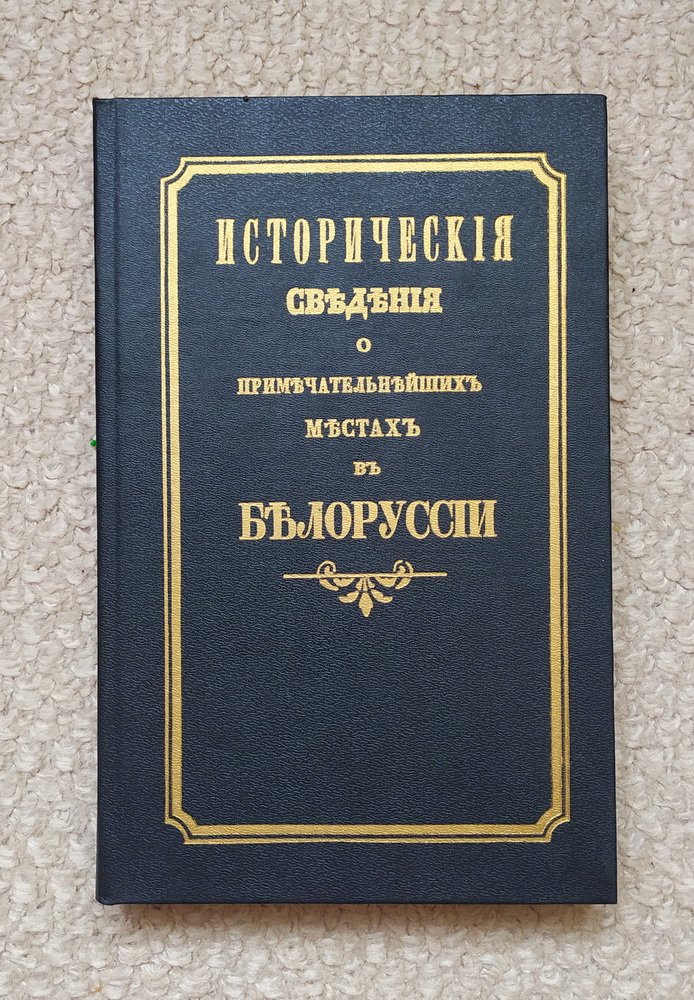 ИСТОРИЧЕСКІЯ
СВѢДѢНІЯ
О
ПРИМѢЧАТЕЛЬНѢЙШИХЪ
МѢСТАХЪ
ВЪ
БѢЛОРУССІИ